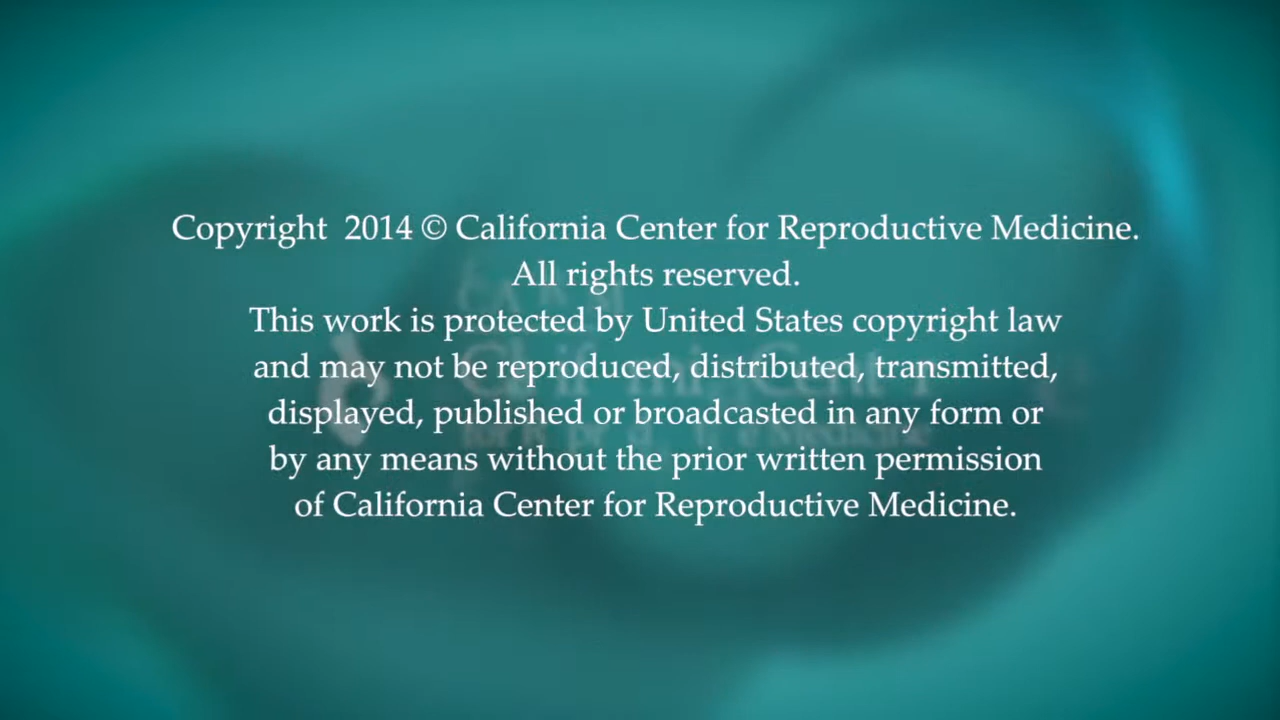 Copyright  2014 © California Center for Reproductive Medicine.
All rights reserved.
This work is protected by United States copyright law
and may not be reproduced, distributed, transmitted,
displayed, published or broadcasted in any form or
by any means without the prior written permission
of California Center for Reproductive Medicine.